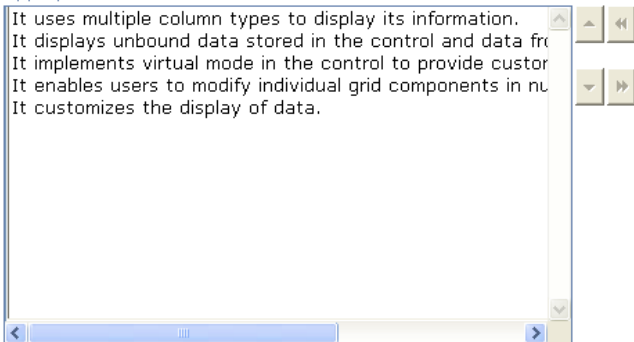 It uses multiple column types to display its information.
It displays unbound data stored in the control and data
It implements virtual mode in the control to provide
It enables users to modify individual grid components in
It customizes the display of data.